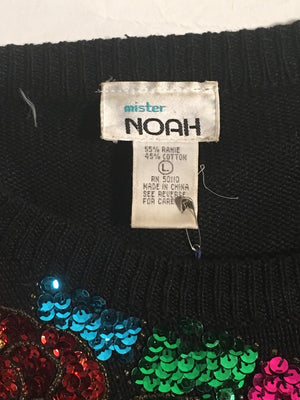 mister
NOAH
55% RAMIE
45% COTTON
L
RN 50110
MADE IN CHINA
SEE REVERSE
FOR CARE